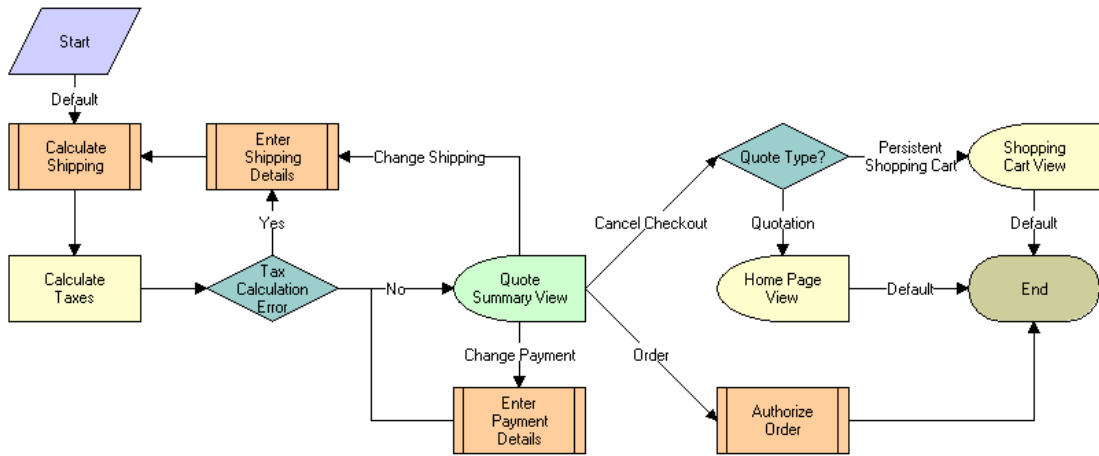 Start
Default
Calculate
Shipping
Enter
Shipping
Details
Change Shipping
Quote Type?
Persistent
Shopping Cart
Shopping
Cart View
Yes
Cancel Checkout
Quotation
Default
Calculate
Taxes
Tax
Calculation
Error
No
Quote
Summary View
Home Page
View
Default
End
Change Payment
Order
Enter
Payment
Details
Authorize
Order